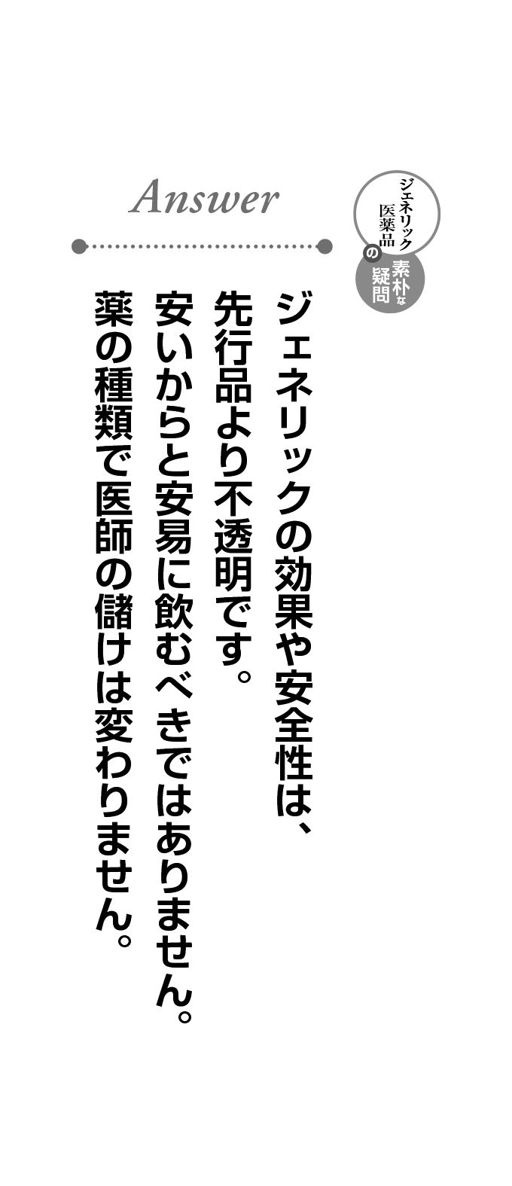 ジェネリック
医薬品
の
素朴な
疑問
Answer
ジェネリックの効果や安全性は、
先行品より不透明です。
安いからと安易に飲むべきではありません。
薬の種類で医師の儲けは変わりません。